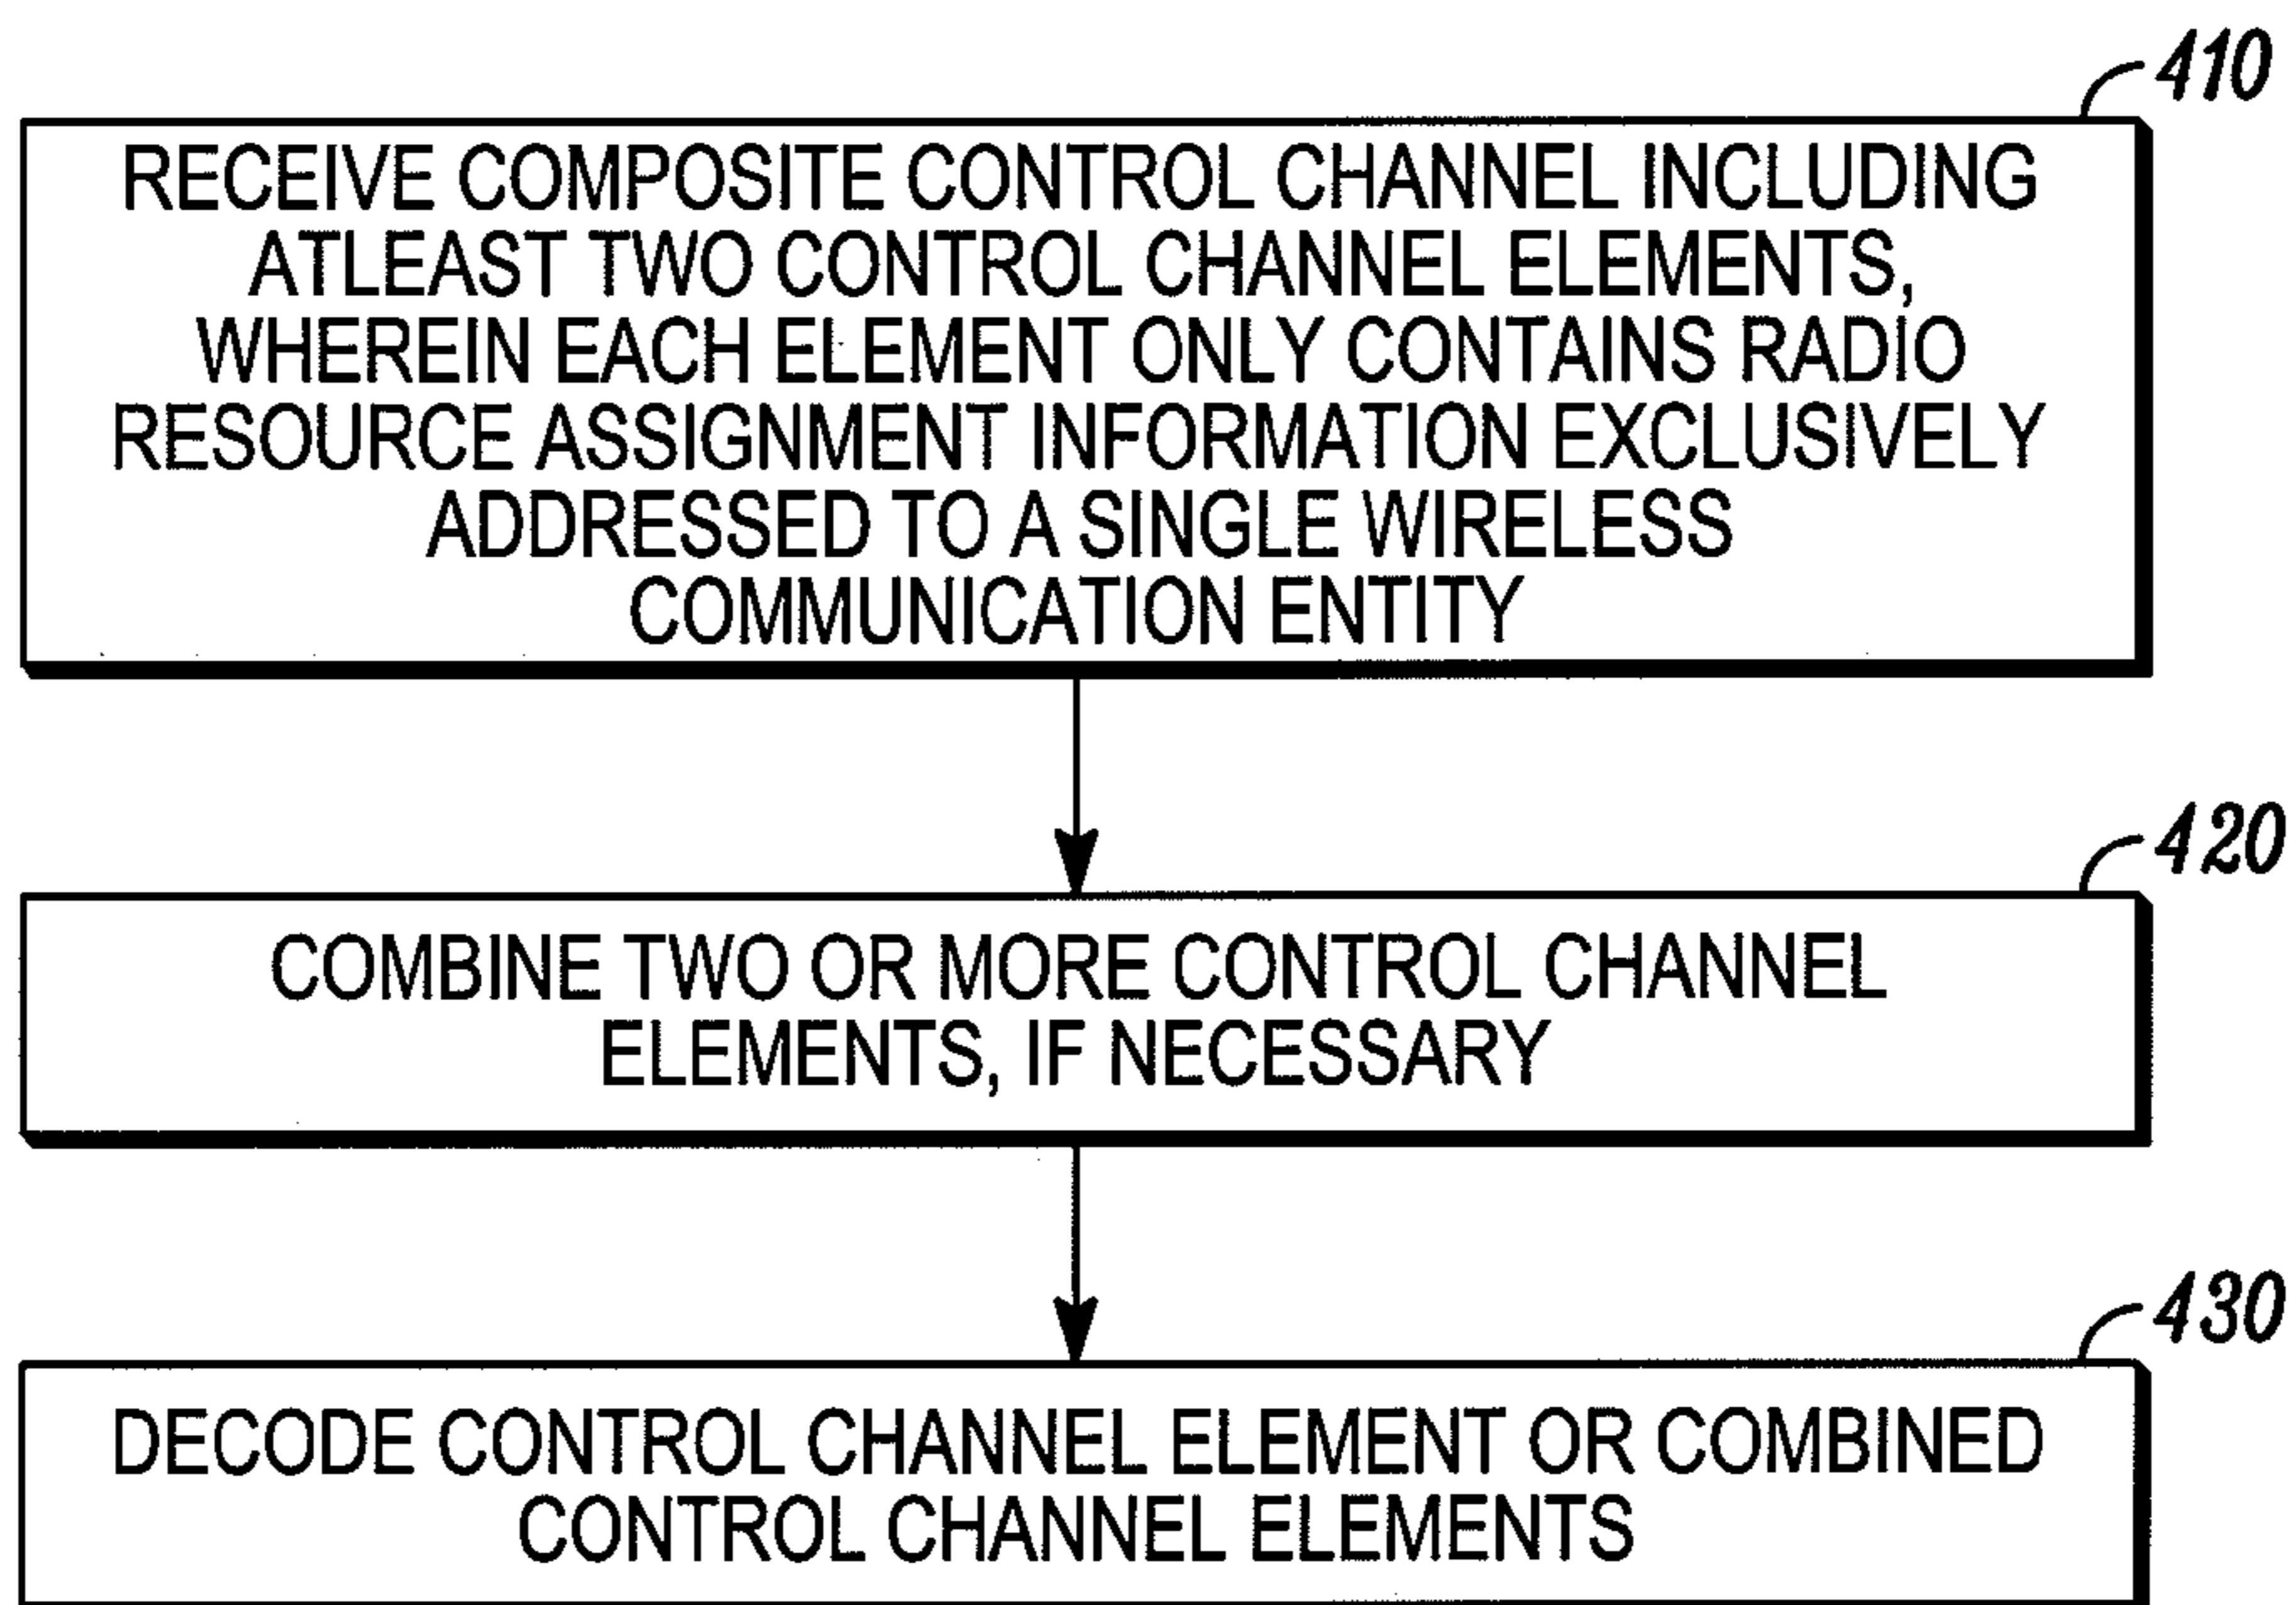 410
RECEIVE COMPOSITE CONTROL CHANNEL INCLUDING
ATLEAST TWO CONTROL CHANNEL ELEMENTS,
WHEREIN EACH ELEMENT ONLY CONTAINS RADIO
RESOURCE ASSIGNMENT INFORMATION EXCLUSIVELY
ADDRESSED TO A SINGLE WIRELESS
COMMUNICATION ENTITY
420
COMBINE TWO OR MORE CONTROL CHANNEL
ELEMENTS, IF NECESSARY
430
DECODE CONTROL CHANNEL ELEMENT OR COMBINED
CONTROL CHANNEL ELEMENTS